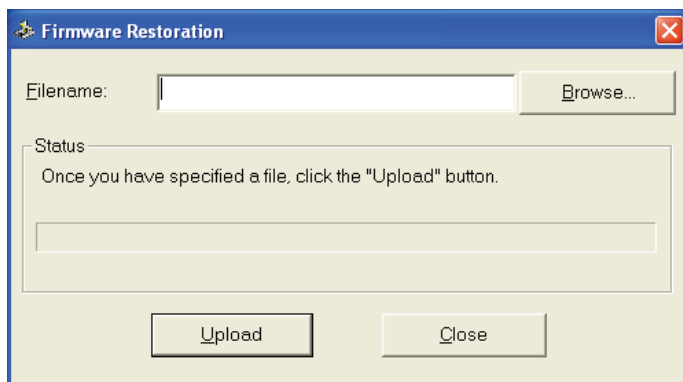 Firmware Restoration
Filename:
Browse...
Status
Once you have specified a file, click the "Upload" button.
Upload
Close